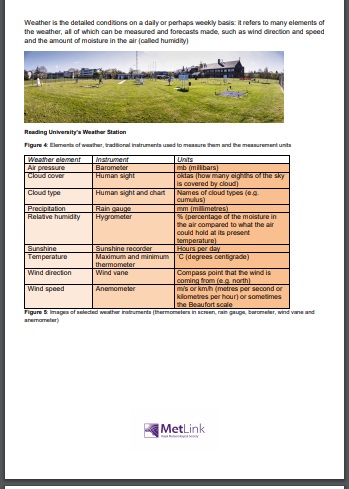 Weather is the detailed conditions on a daily or perhaps weekly basis: it refers to many elements of
the weather, all of which can be measured and forecasts made, such as wind direction and speed
and the amount of moisture in the air (called humidity)
Reading University's Weather Station
Figure 4: Elements of weather, traditional instruments used to measure them and the measurement units
Weather element Instrument Units
Air pressure Barometer mb (millibars)
Cloud cover Human sight oktas (how many eighths of the sky
is covered by cloud)
Cloud type Human sight and chart Names of cloud types (e.g.
cumulus)
Precipitation Rain gauge mm (millimetres)
Relative humidity Hygrometer % (percentage of the moisture in
the air compared to what the air
could hold at its present
temperature)
Sunshine Sunshine recorder Hours per day
Temperature Maximum and minimum °C (degrees centigrade)
thermometer
Wind direction Wind vane Compass point that the wind is
coming from (e.g. north)
Wind speed Anemometer m/s or km/h (metres per second or
kilometres per hour) or sometimes
the Beaufort scale
Figure 5: Images of selected weather instruments (thermometers in screen, rain gauge, barometer, wind vane and
anemometer)
MetLink
Royal Meteorological Society